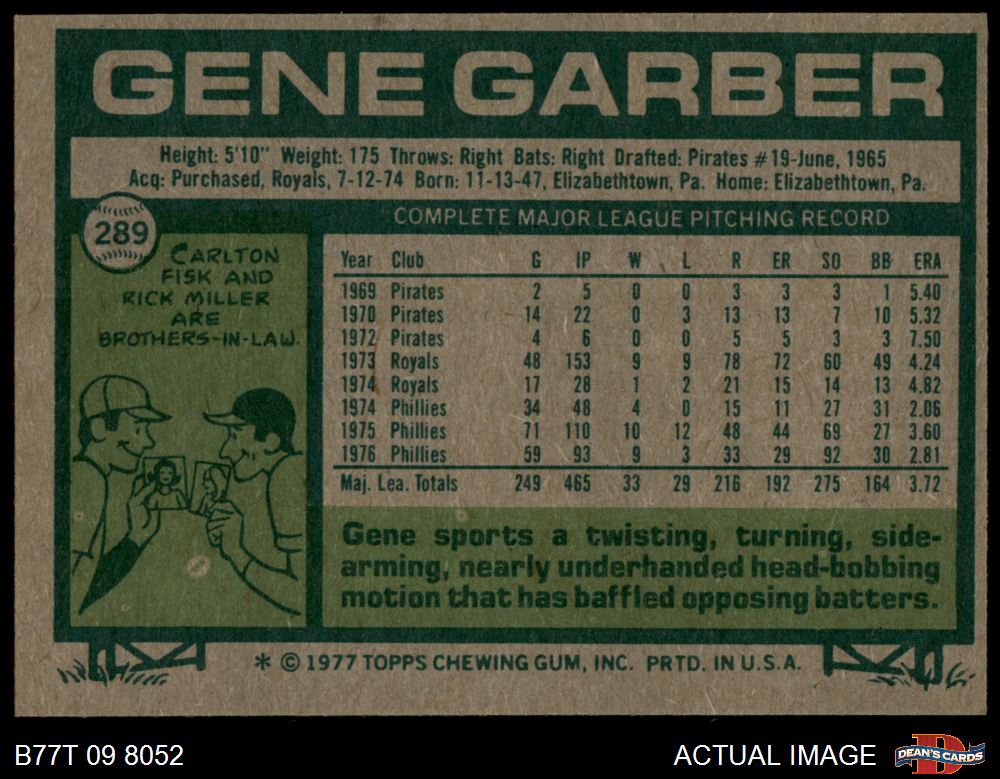 GENE GARBER
Height: 5'10" Weight: 175 Throws: Right Bats: Right Drafted: Pirates #19-June, 1965
Acq: Purchased, Royals, 7-12-74 Born: 11-13-47, Elizabethtown, Pa. Home: Elizabethtown, Pa.
289
CARLTON
FISK AND
RICK MILLER
ARE
BROTHERS-IN-LAW.
COMPLETE MAJOR LEAGUE PITCHING RECORD
Year Club G IP W L R ER SO BB ERA
1969 Pirates 2 5 0 0 3 3 3 1 5.40
1970 Pirates 14 22 0 3 13 13 7 10 5.32
1972 Pirates 4 6 0 0 5 5 3 3 7.50
1973 Royals 48 153 9 9 78 72 60 49 4.24
1974 Royals 17 28 1 2 21 15 14 13 4.82
1974 Phillies 34 48 4 0 15 11 27 31 2.06
1975 Phillies 71 110 10 12 48 44 69 27 3.60
1976 Phillies 59 93 9 3 33 29 92 30 2.81
Maj. Lea. Totals 249 465 33 29 216 192 275 164 3.72
Gene sports a twisting, turning, side-
arming, nearly underhanded head-bobbing
motion that has baffled opposing batters.
* © 1977 TOPPS CHEWING GUM, INC. PRTD. IN U.S.A.
B77T 09 8052
ACTUAL IMAGE
DEAN'S CARDS